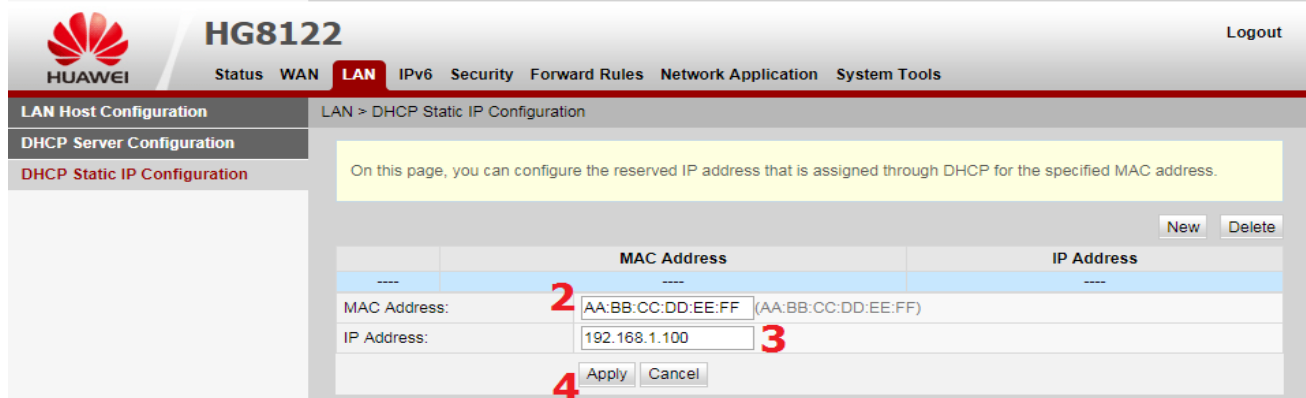 HUAWEI
HG8122
Logout
Status WAN LAN IPv6 Security Forward Rules Network Application System Tools
LAN Host Configuration
DHCP Server Configuration
DHCP Static IP Configuration
LAN > DHCP Static IP Configuration
On this page, you can configure the reserved IP address that is assigned through DHCP for the specified MAC address.
New Delete
MAC Address IP Address
---- ---- ----
MAC Address: 2 AA:BB:CC:DD:EE:FF (AA:BB:CC:DD:EE:FF)
IP Address: 192.168.1.100 3
4 Apply Cancel